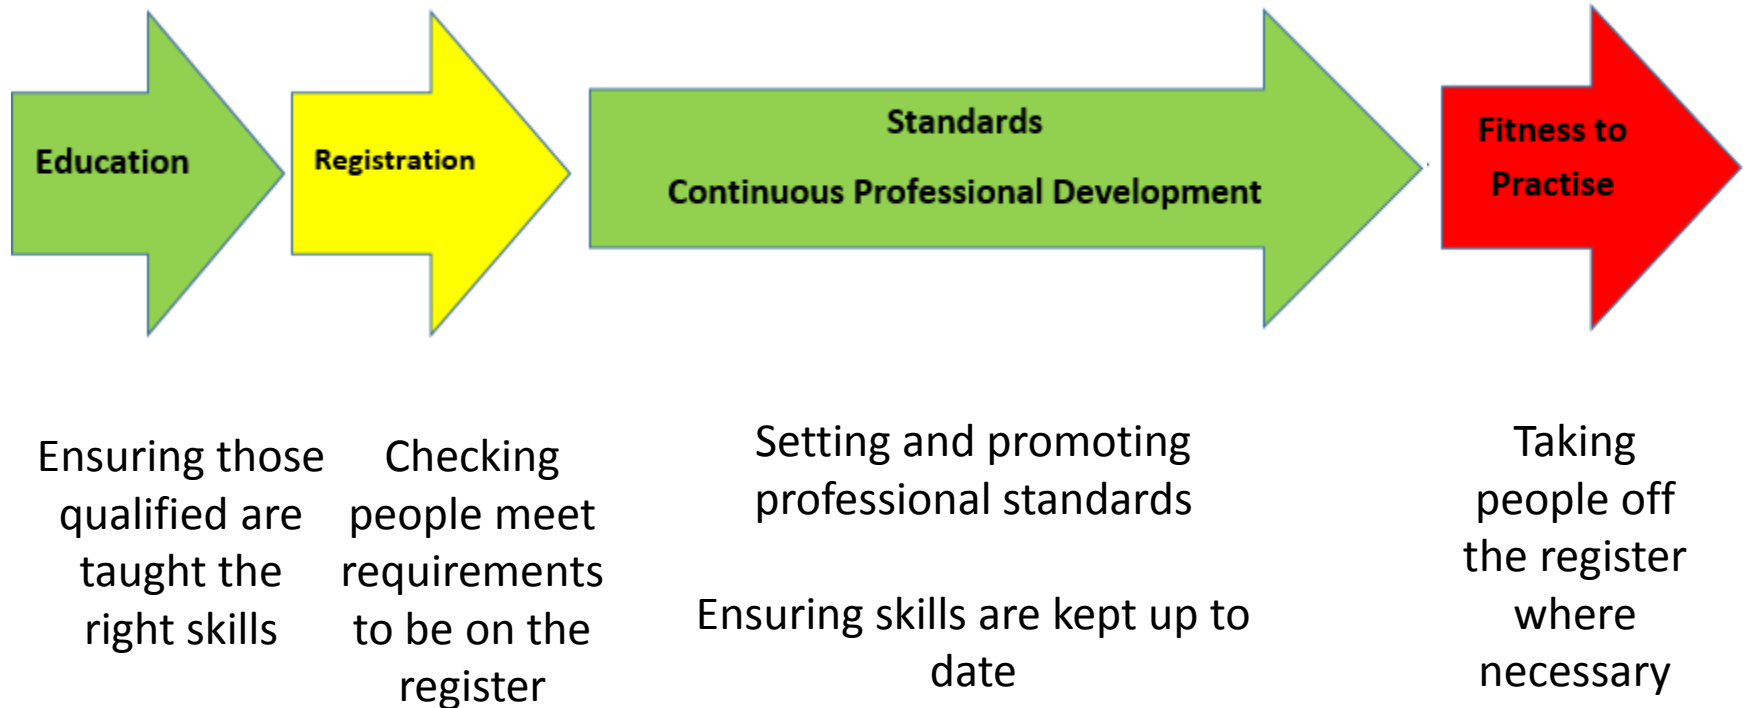 Education
Registration
Standards
Continuous Professional Development
Fitness to
Practise
Ensuring those
qualified are
taught the
right skills
Checking
people meet
requirements
to be on the
register
Setting and promoting
professional standards
Ensuring skills are kept up to
date
Taking
people off
the register
where
necessary